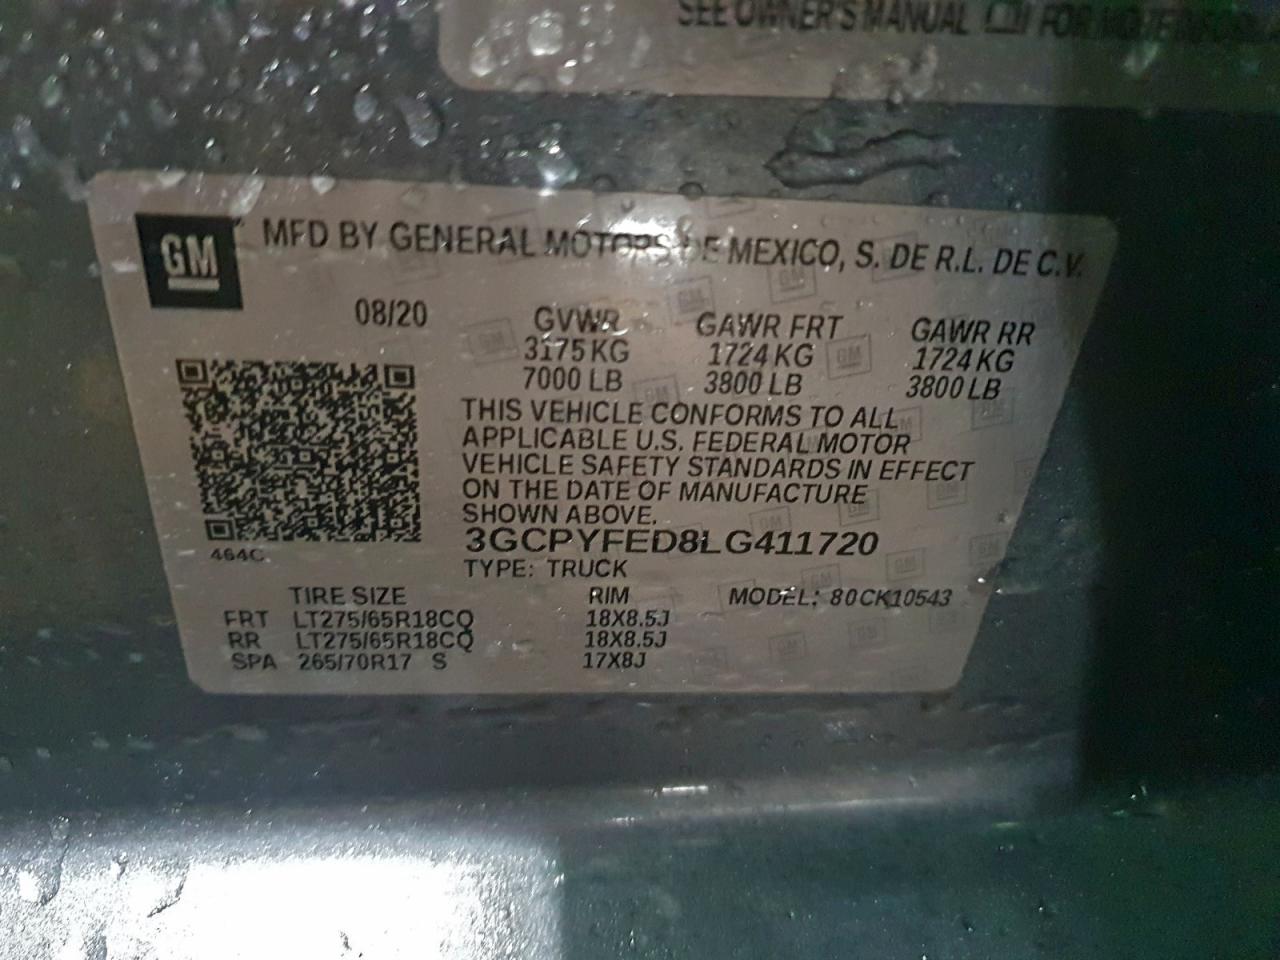 SEE OWNER'S MANUAL FOR
GM
MFD BY GENERAL MOTORS DE MEXICO, S. DE R.L. DE C.V.
08/20 GVWR GAWR FRT GAWR RR
3175 KG 1724 KG 1724 KG
7000 LB 3800 LB 3800 LB
THIS VEHICLE CONFORMS TO ALL
APPLICABLE U.S. FEDERAL MOTOR
VEHICLE SAFETY STANDARDS IN EFFECT
ON THE DATE OF MANUFACTURE
SHOWN ABOVE.
3GCPYFED8LG411720
464C
TYPE: TRUCK
TIRE SIZE RIM MODEL: 80CK10543
FRT LT275/65R18CQ 18X8.5J
RR LT275/65R18CQ 18X8.5J
SPA 265/70R17 S 17X8J